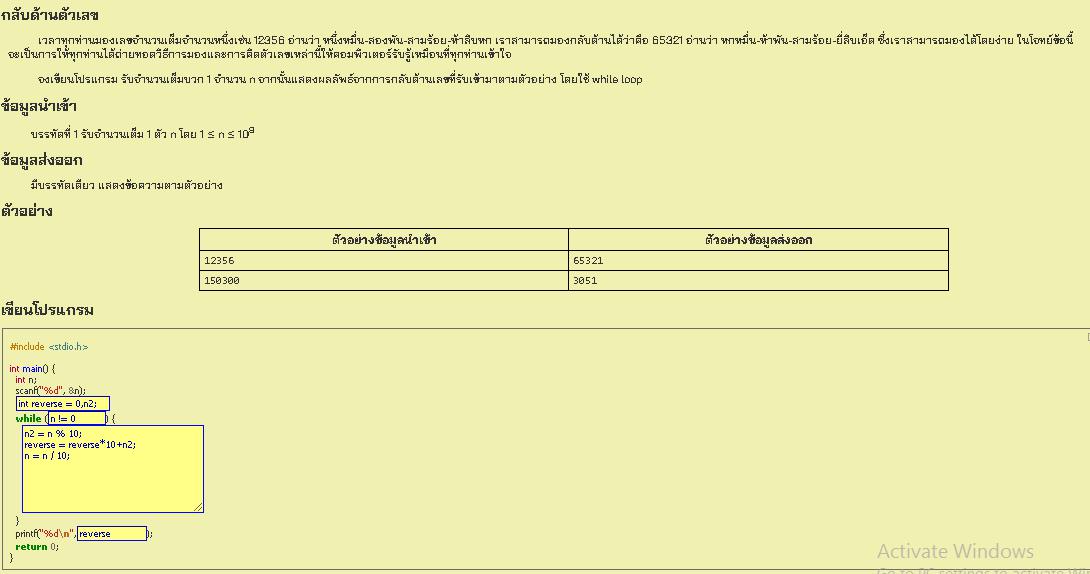 กลับด้านตัวเลข
เวลาทุกท่านมองเลขจำนวนเต็มจำนวนหนึ่งเช่น 12356 อ่านว่า หนึ่งหมื่น-สองพัน-สามร้อย-ห้าสิบหก เราสามารถมองกลับด้านได้ว่าคือ 65321 อ่านว่า หกหมื่น-ห้าพัน-สามร้อย-ยี่สิบเอ็ด ซึ่งเราสามารถมองได้โดยง่าย ในโจทย์ข้อนี้
จะเป็นการให้ทุกท่านได้ถ่ายทอดวิธีการมองและการคิดตัวเลขเหล่านี้ให้คอมพิวเตอร์รับรู้เหมือนที่ทุกท่านเข้าใจ
จงเขียนโปรแกรม รับจำนวนเต็มบวก 1 จำนวน n จากนั้นแสดงผลลัพธ์จากการกลับด้านเลขที่รับเข้ามาตามตัวอย่าง โดยใช้ while loop
ข้อมูลนำเข้า
บรรทัดที่ 1 รับจำนวนเต็ม 1 ตัว n โดย 1 ≤ n ≤ 10⁹
ข้อมูลส่งออก
มีบรรทัดเดียว แสดงข้อความตามตัวอย่าง
ตัวอย่าง
ตัวอย่างข้อมูลนำเข้า ตัวอย่างข้อมูลส่งออก
12356 65321
150300 3051
เขียนโปรแกรม
#include <stdio.h>
int main() {
int n;
scanf("%d", &n);
int reverse = 0,n2;
while (n != 0) {
n2 = n % 10;
reverse = reverse*10+n2;
n = n / 10;
}
printf("%d\n",reverse);
return 0;
}
Activate Windows